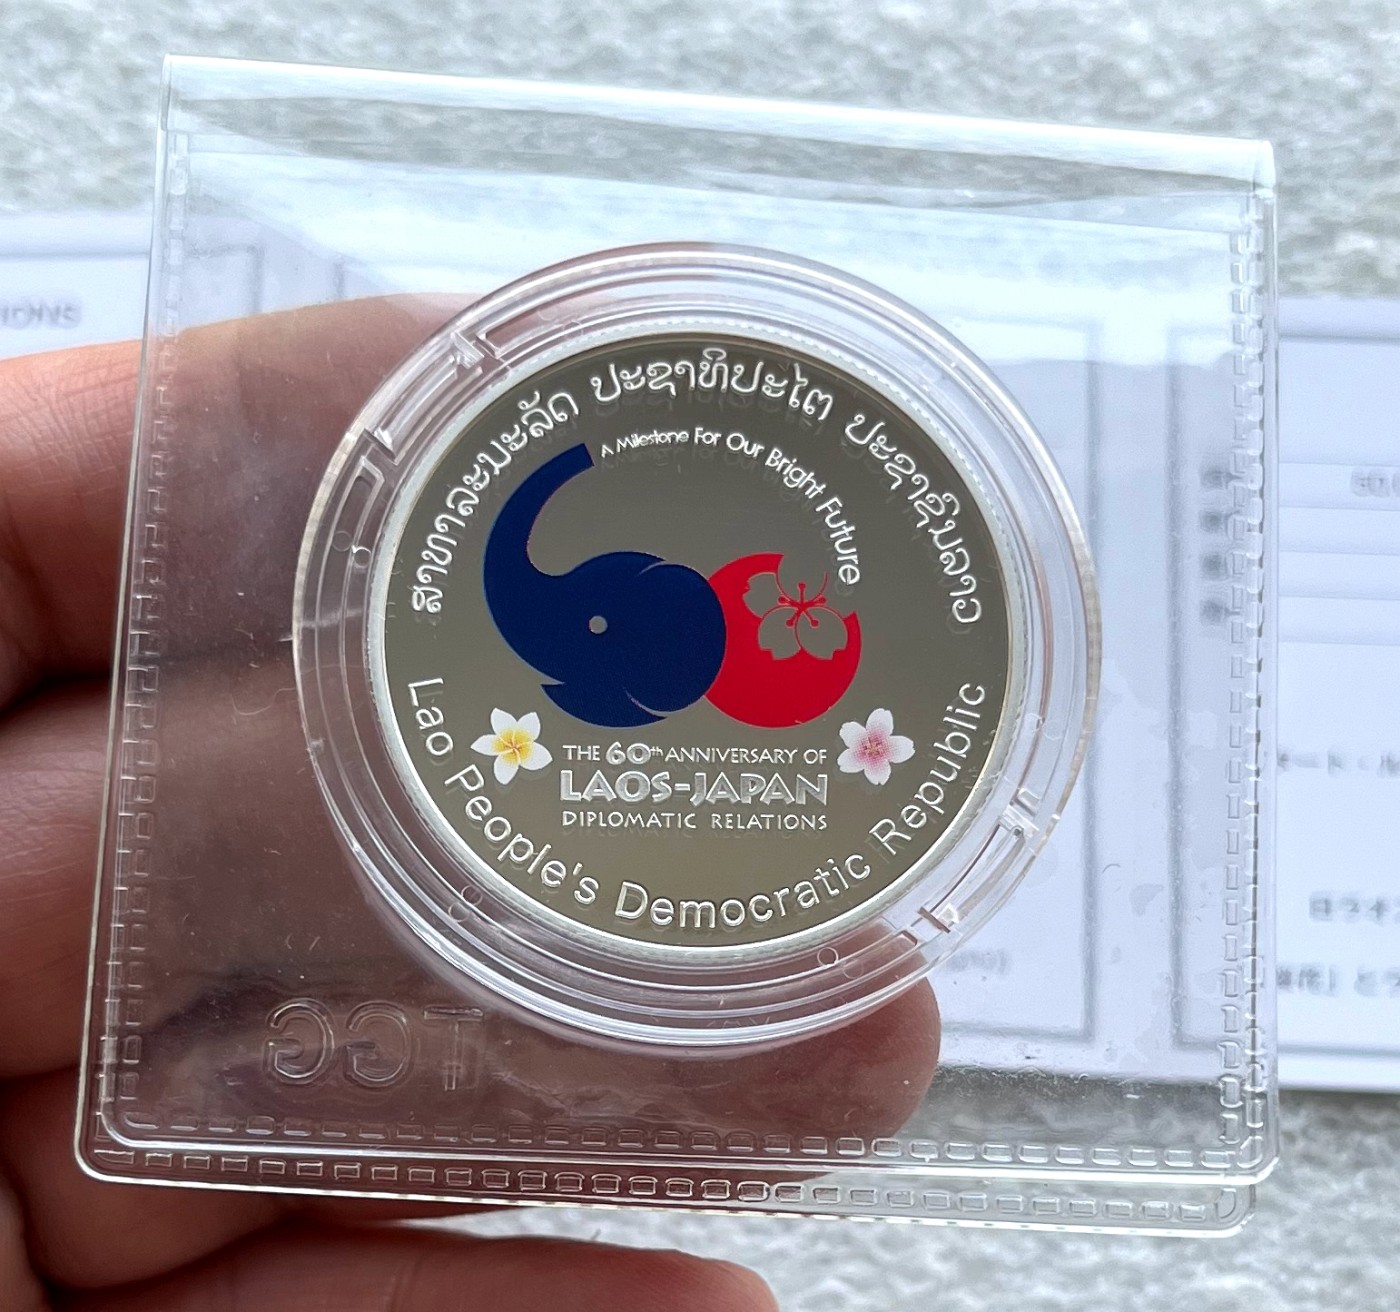 ສາທາລະນະລັດ ປະຊາທິປະໄຕ ປະຊາຊົນລາວ
A Milestone For Our Bright Future
THE 60th ANNIVERSARY OF
LAOS-JAPAN
DIPLOMATIC RELATIONS
Lao People's Democratic Republic
TGG